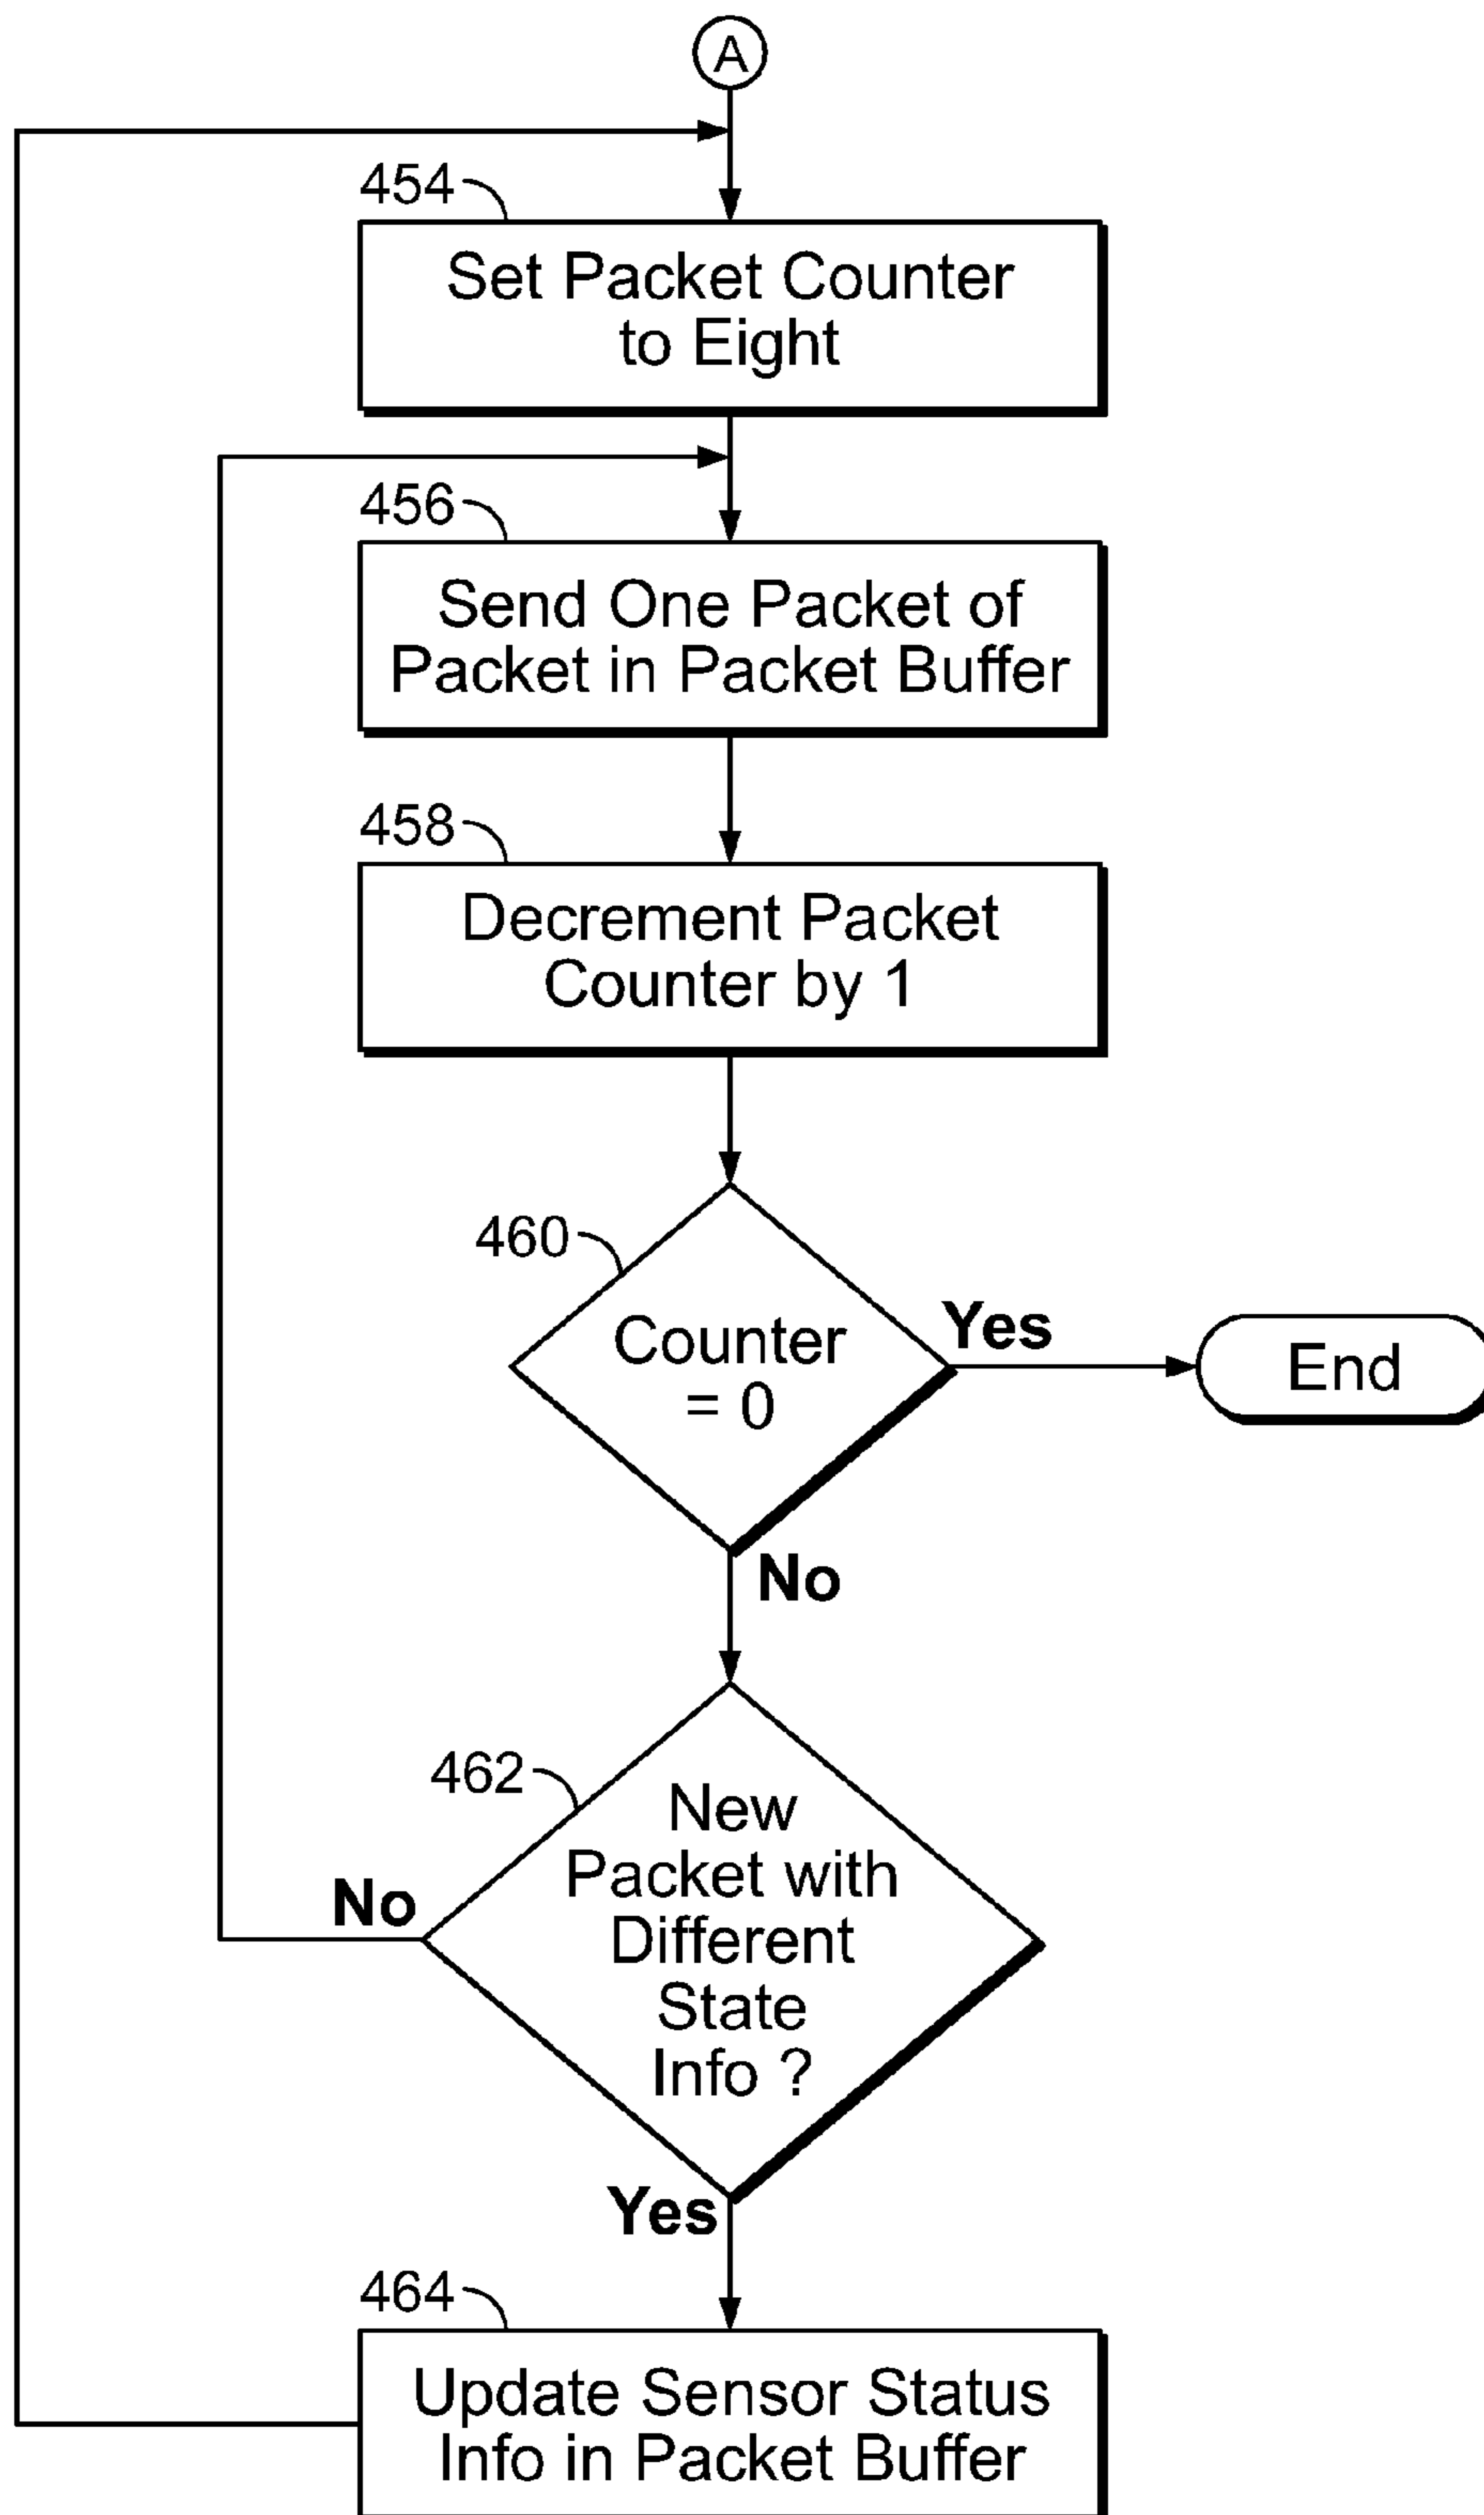 A
454
Set Packet Counter
to Eight
456
Send One Packet of
Packet in Packet Buffer
458
Decrement Packet
Counter by 1
460
Counter
= 0
Yes
End
No
462
New
Packet with
Different
State
Info ?
No
Yes
464
Update Sensor Status
Info in Packet Buffer